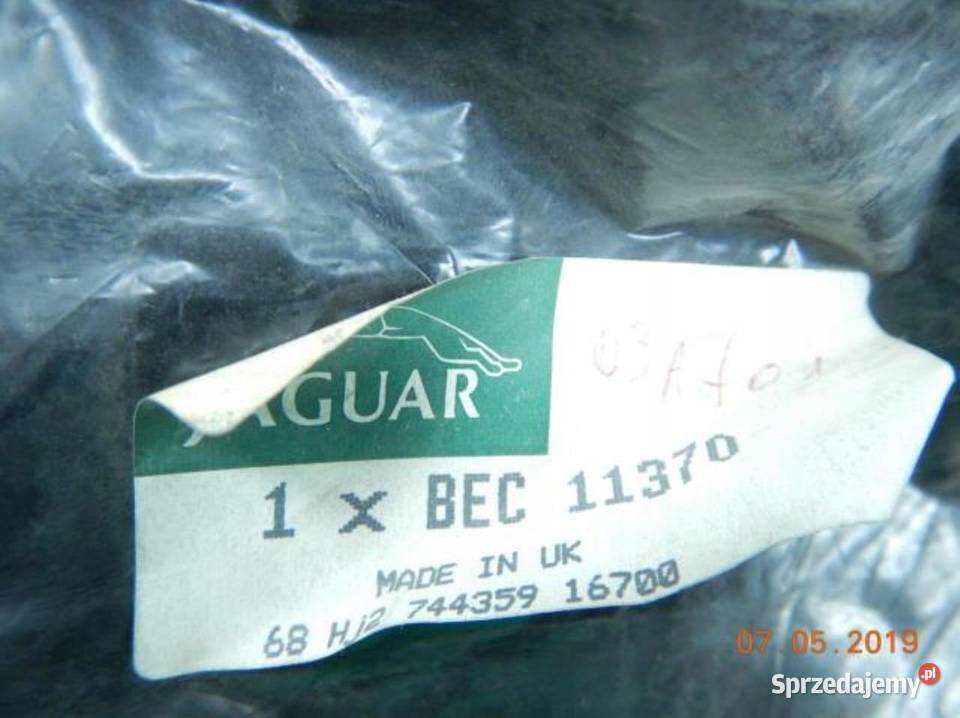 JAGUAR
1 x BEC 11370
MADE IN UK
68 HJ2 744359 16700
07.05.2019
Sprzedajemy.pl